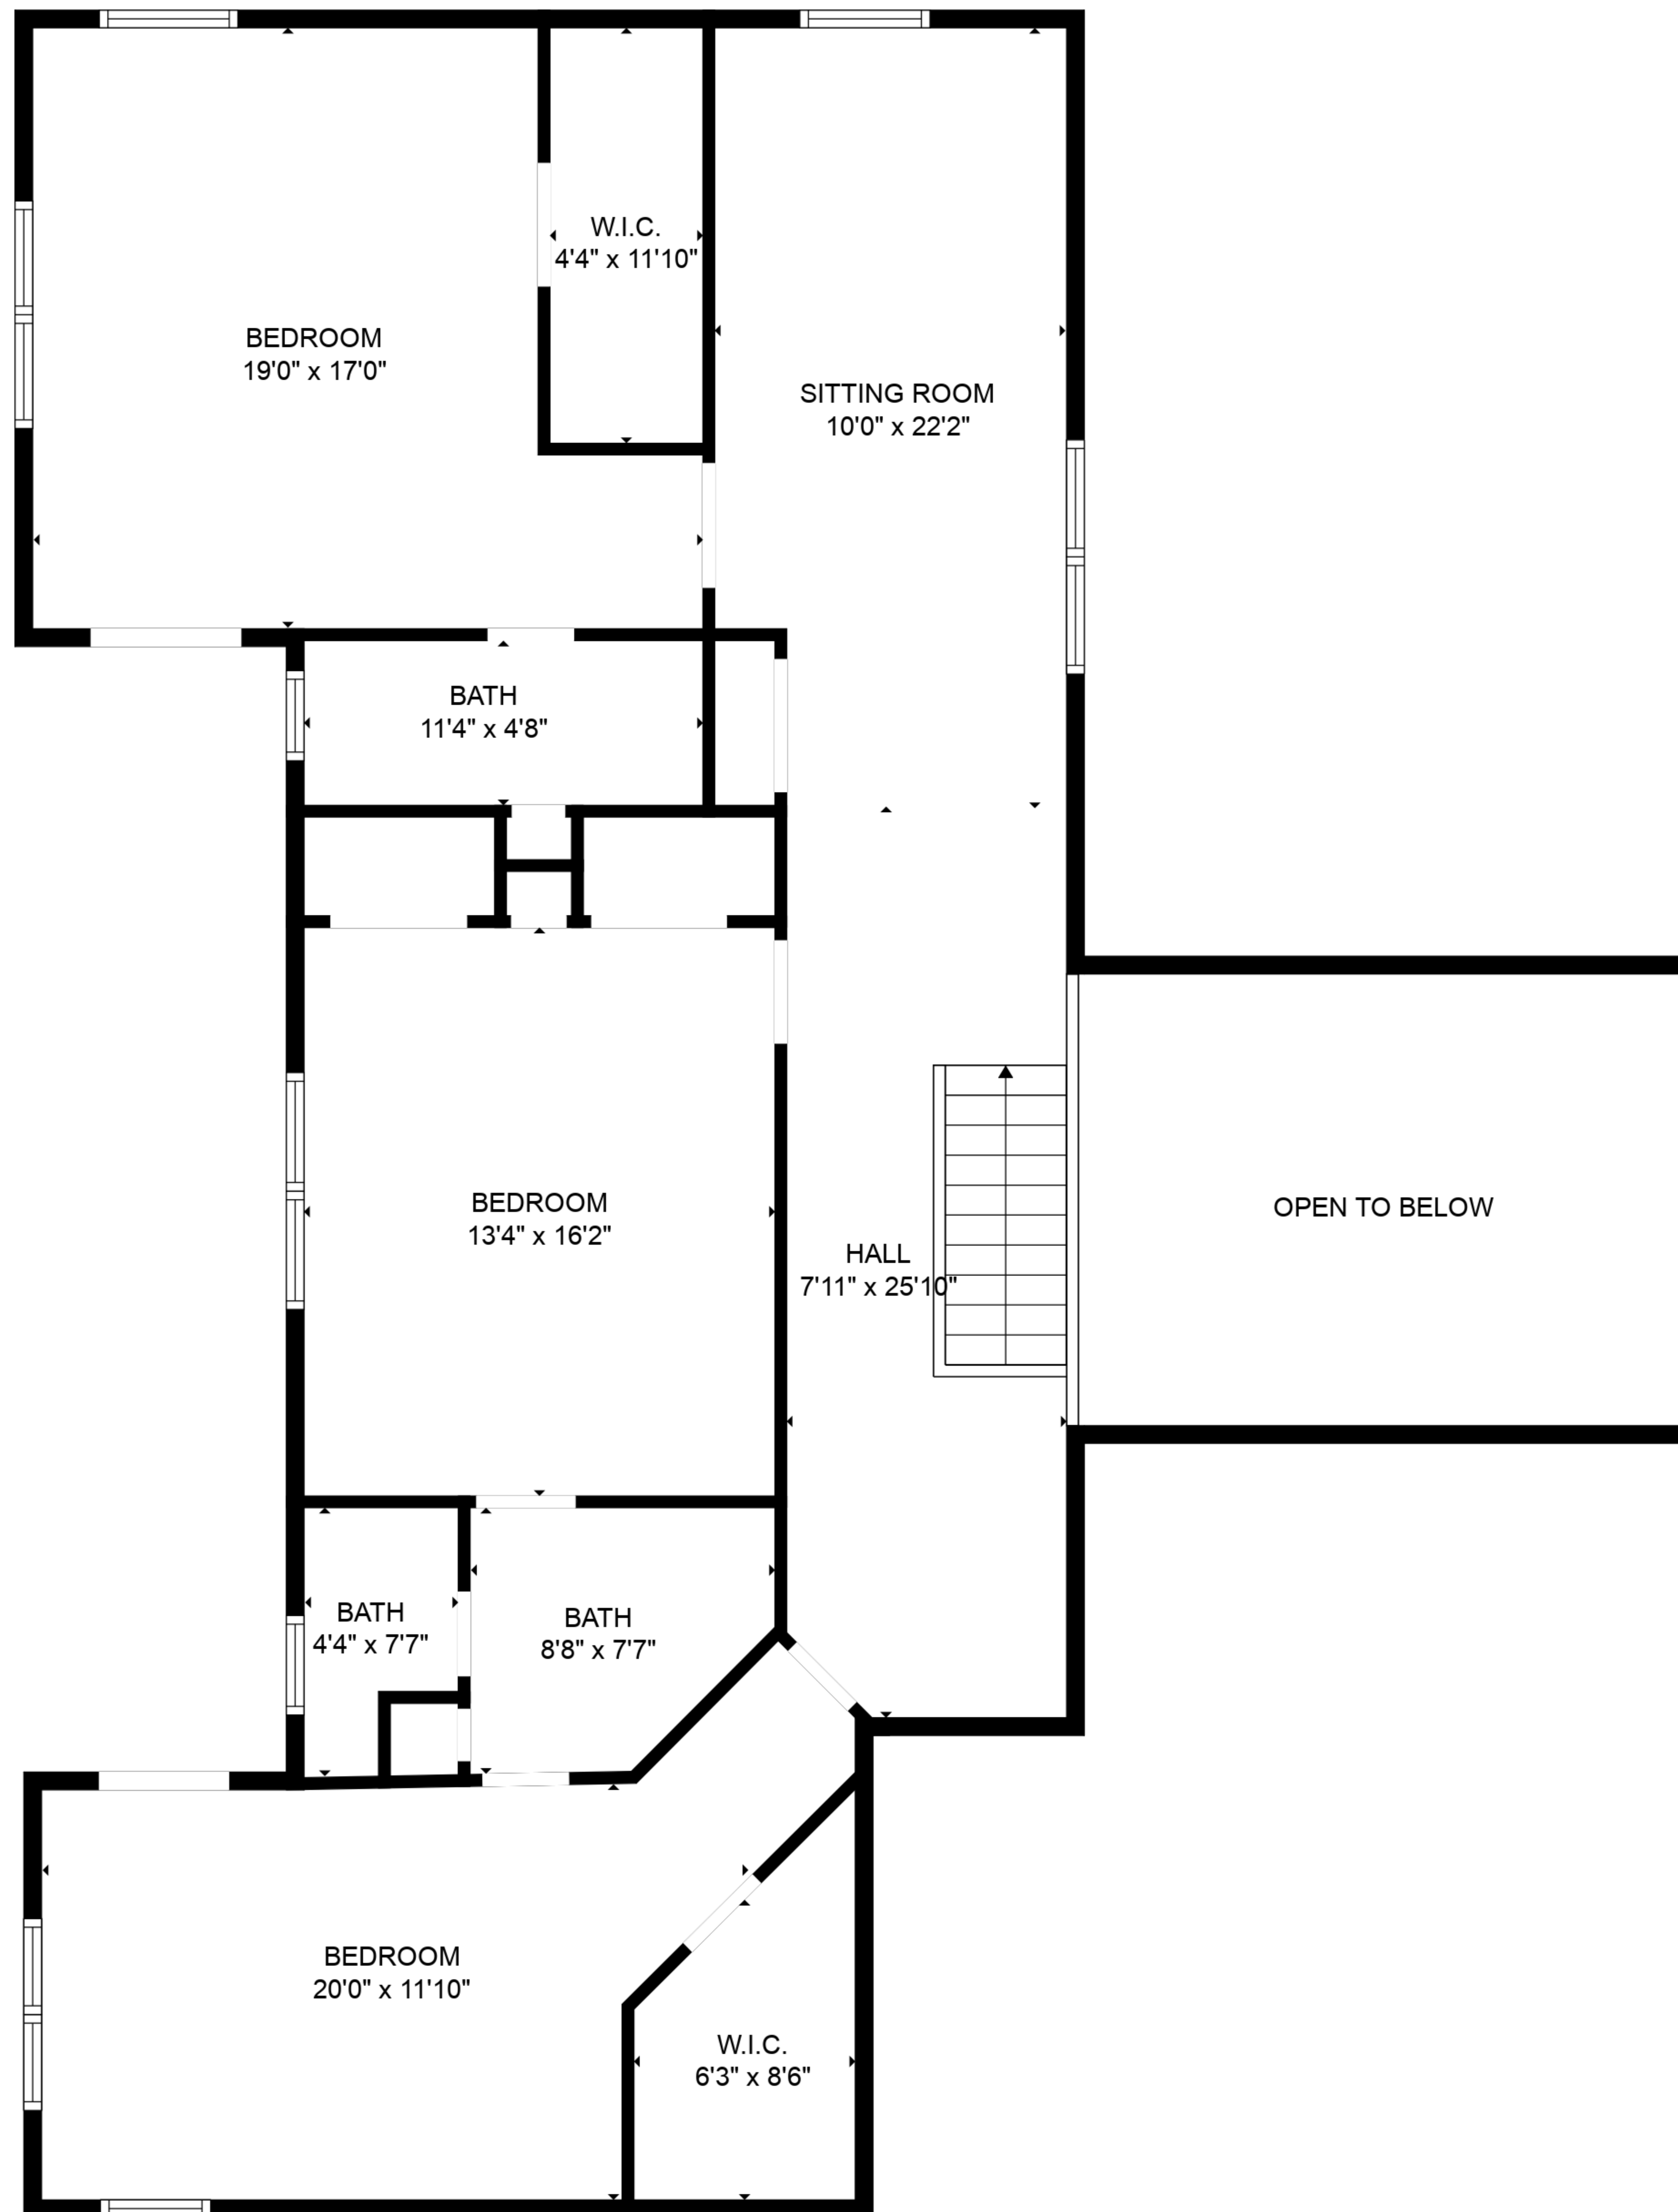 W.I.C.
4'4" x 11'10"
BEDROOM
19'0" x 17'0"
SITTING ROOM
10'0" x 22'2"
BATH
11'4" x 4'8"
BEDROOM
13'4" x 16'2"
OPEN TO BELOW
HALL
7'11" x 25'10"
BATH
4'4" x 7'7"
BATH
8'8" x 7'7"
BEDROOM
20'0" x 11'10"
W.I.C.
6'3" x 8'6"